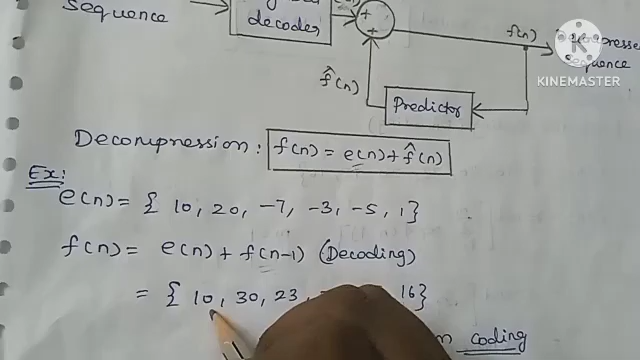 sequence
decoder
f(n)
sequence
f̂(n)
Predictor
KINEMASTER
Decompression : f(n) = e(n) + f̂(n)
Ex:
e(n) = { 10, 20, -7, -3, -5, 1}
f(n) = e(n) + f(n-1) (Decoding)
= { 10, 30, 23, 16}
coding